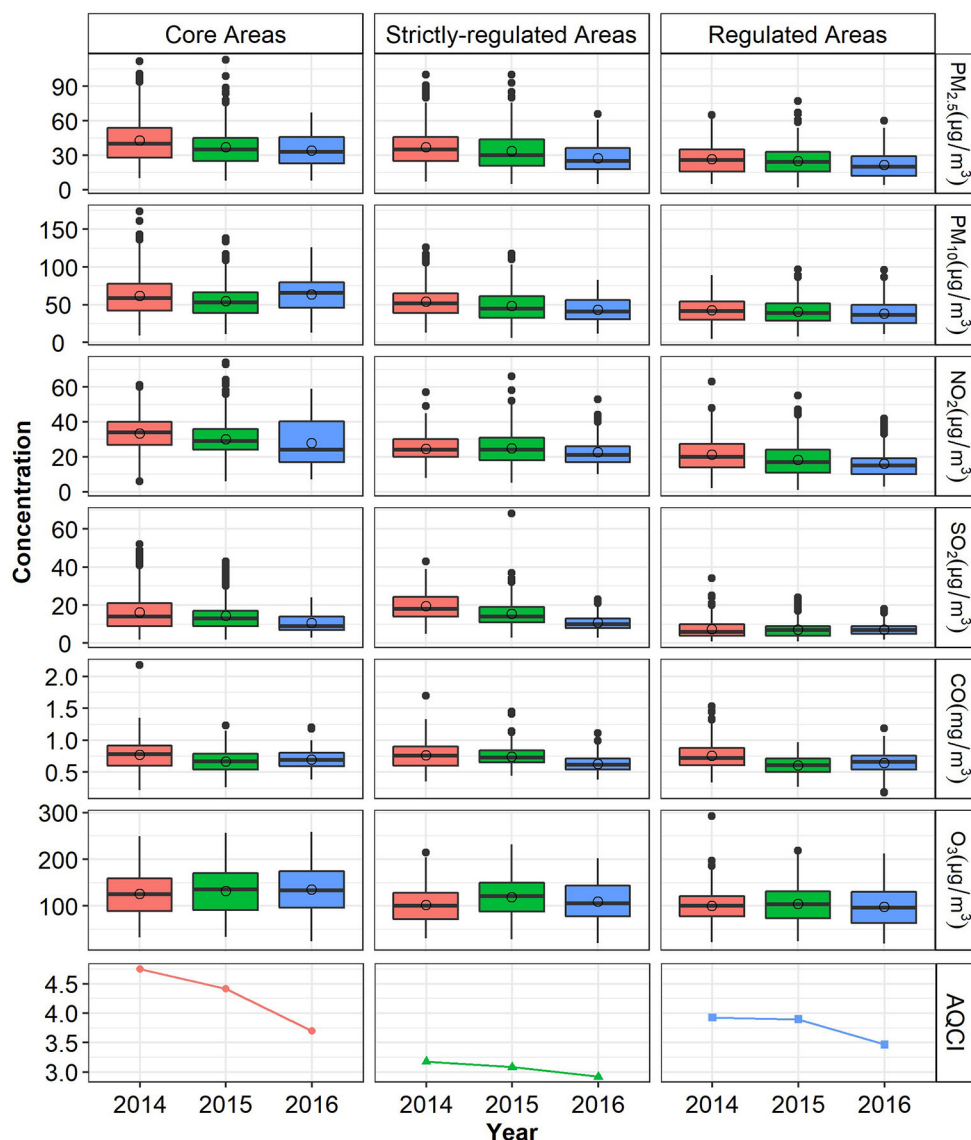 Core Areas
Strictly-regulated Areas
Regulated Areas
90
60
30
0
PM2.5(μg/m³)
150
100
50
0
PM10(μg/m³)
60
40
20
0
NO2(μg/m³)
60
40
20
0
SO2(μg/m³)
2.0
1.5
1.0
0.5
CO(mg/m³)
300
200
100
O3(μg/m³)
4.5
4.0
3.5
3.0
AQCI
Concentration
2014 2015 2016
2014 2015 2016
2014 2015 2016
Year